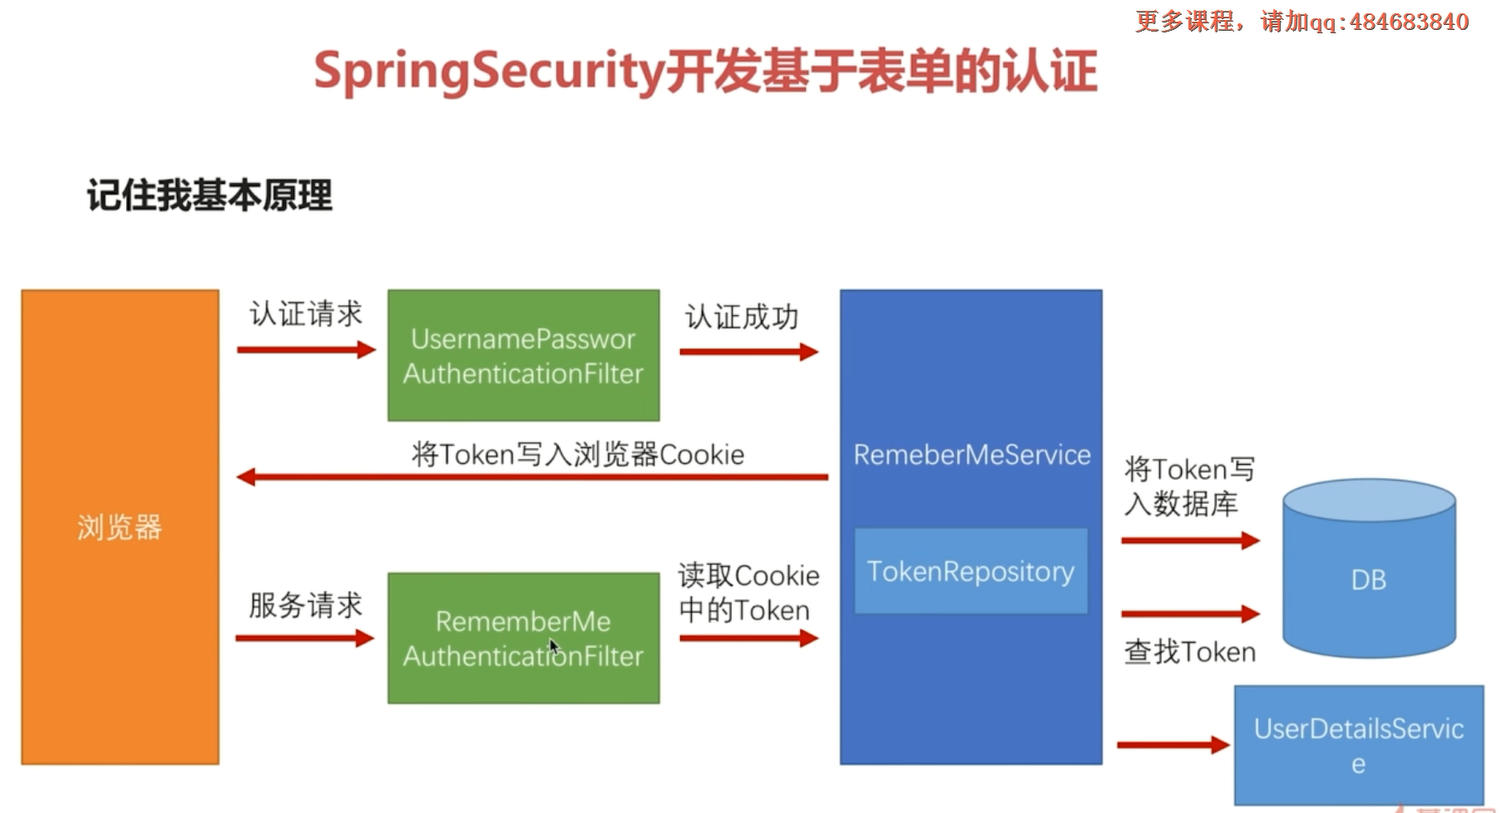 更多课程，请加qq:484683840
SpringSecurity开发基于表单的认证
记住我基本原理
认证请求
UsernamePasswor
AuthenticationFilter
认证成功
将Token写入浏览器Cookie
浏览器
RemeberMeService
TokenRepository
将Token写
入数据库
DB
服务请求
RememberMe
AuthenticationFilter
读取Cookie
中的Token
查找Token
UserDetailsServic
e